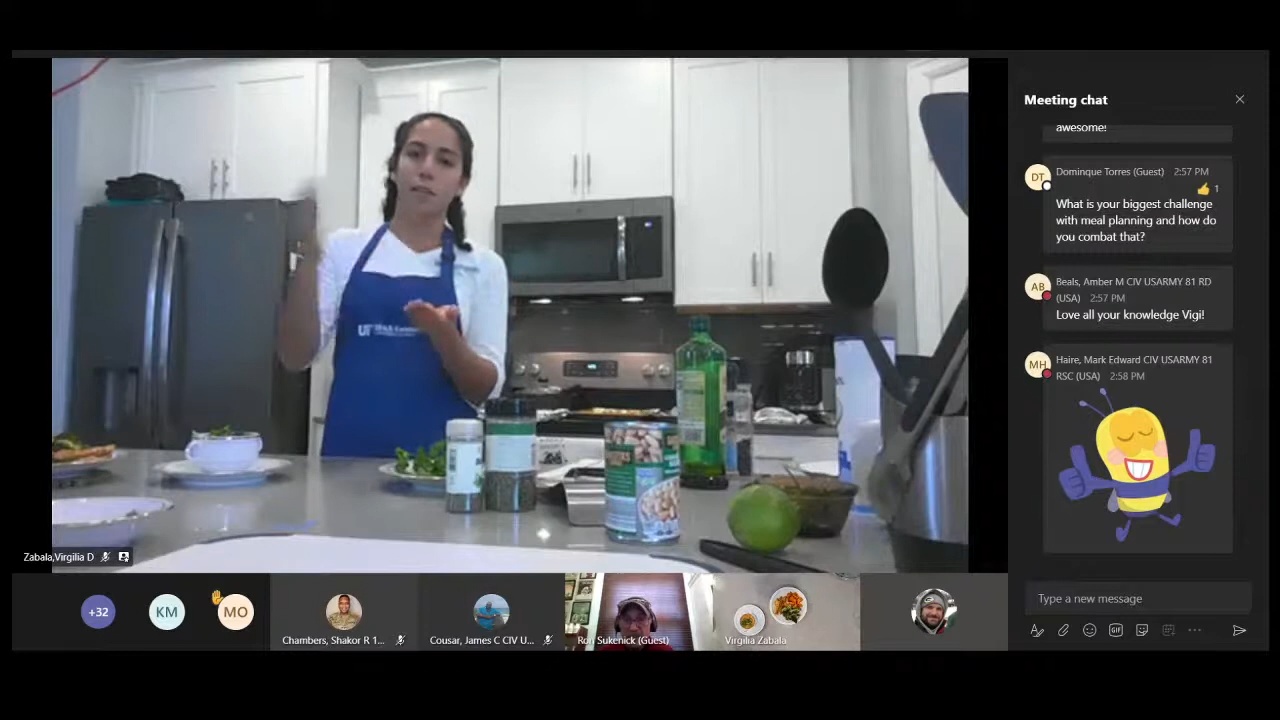 Meeting chat
awesome!
DT
Dominque Torres (Guest) 2:57 PM
1
What is your biggest challenge
with meal planning and how do
you combat that?
AB
Beals, Amber M CIV USARMY 81 RD
(USA) 2:57 PM
Love all your knowledge Vigi!
MH
Haire, Mark Edward CIV USARMY 81
RSC (USA) 2:58 PM
UF
Zabala,Virgilia D
+32
KM
MO
Chambers, Shakor R 1...
Cousar, James C CIV U...
Ron Sukenick (Guest)
Virgilia Zabala
Type a new message
GIF